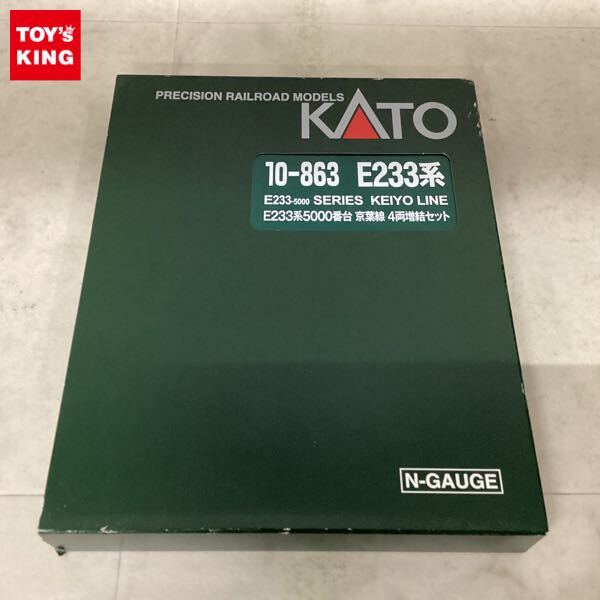 TOY's
KING
PRECISION RAILROAD MODELS
KATO
10-863 E233系
E233-5000 SERIES KEIYO LINE
E233系5000番台 京葉線 4両増結セット
N-GAUGE